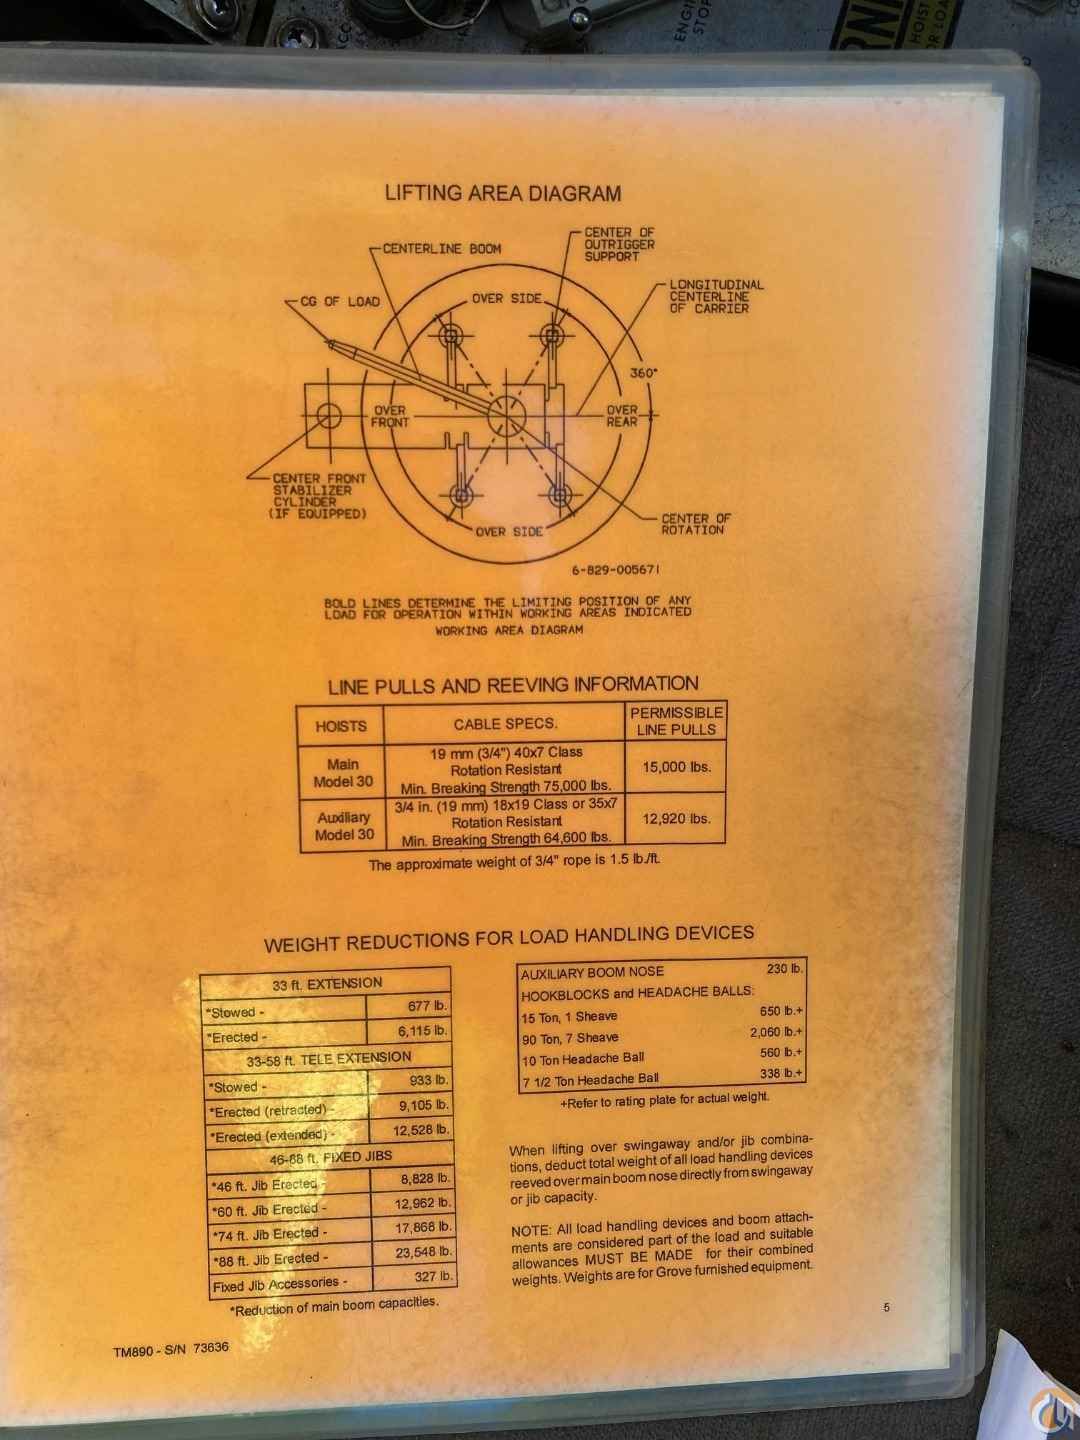 ENGI
STOP
HOIST
OR LOA
LIFTING AREA DIAGRAM
CENTER OF
OUTRIGGER
SUPPORT
CENTERLINE BOOM
LONGITUDINAL
CENTERLINE
OF CARRIER
CG OF LOAD
OVER SIDE
360°
OVER
FRONT
OVER
REAR
CENTER FRONT
STABILIZER
CYLINDER
(IF EQUIPPED)
OVER SIDE
CENTER OF
ROTATION
6-829-005671
BOLD LINES DETERMINE THE LIMITING POSITION OF ANY
LOAD FOR OPERATION WITHIN WORKING AREAS INDICATED
WORKING AREA DIAGRAM
LINE PULLS AND REEVING INFORMATION
HOISTS CABLE SPECS. PERMISSIBLE
LINE PULLS
Main
Model 30
19 mm (3/4") 40x7 Class
Rotation Resistant
Min. Breaking Strength 75,000 lbs.
15,000 lbs.
Auxiliary
Model 30
3/4 in. (19 mm) 18x19 Class or 35x7
Rotation Resistant
Min. Breaking Strength 64,600 lbs.
12,920 lbs.
The approximate weight of 3/4" rope is 1.5 lb./ft.
WEIGHT REDUCTIONS FOR LOAD HANDLING DEVICES
33 ft. EXTENSION
*Stowed - 677 lb.
*Erected - 6,115 lb.
33-58 ft. TELE EXTENSION
*Stowed - 933 lb.
*Erected (retracted) - 9,105 lb.
*Erected (extended) - 12,528 lb.
46-88 ft. FIXED JIBS
*46 ft. Jib Erected - 8,828 lb.
*60 ft. Jib Erected - 12,962 lb.
*74 ft. Jib Erected - 17,868 lb.
*88 ft. Jib Erected - 23,548 lb.
Fixed Jib Accessories - 327 lb.
*Reduction of main boom capacities.
AUXILIARY BOOM NOSE 230 lb.
HOOKBLOCKS and HEADACHE BALLS:
15 Ton, 1 Sheave 650 lb.+
90 Ton, 7 Sheave 2,060 lb.+
10 Ton Headache Ball 560 lb.+
7 1/2 Ton Headache Ball 338 lb.+
+Refer to rating plate for actual weight.
When lifting over swingaway and/or jib combina-
tions, deduct total weight of all load handling devices
reeved over main boom nose directly from swingaway
or jib capacity.
NOTE: All load handling devices and boom attach-
ments are considered part of the load and suitable
allowances MUST BE MADE for their combined
weights. Weights are for Grove furnished equipment.
5
TM890 - S/N 73636